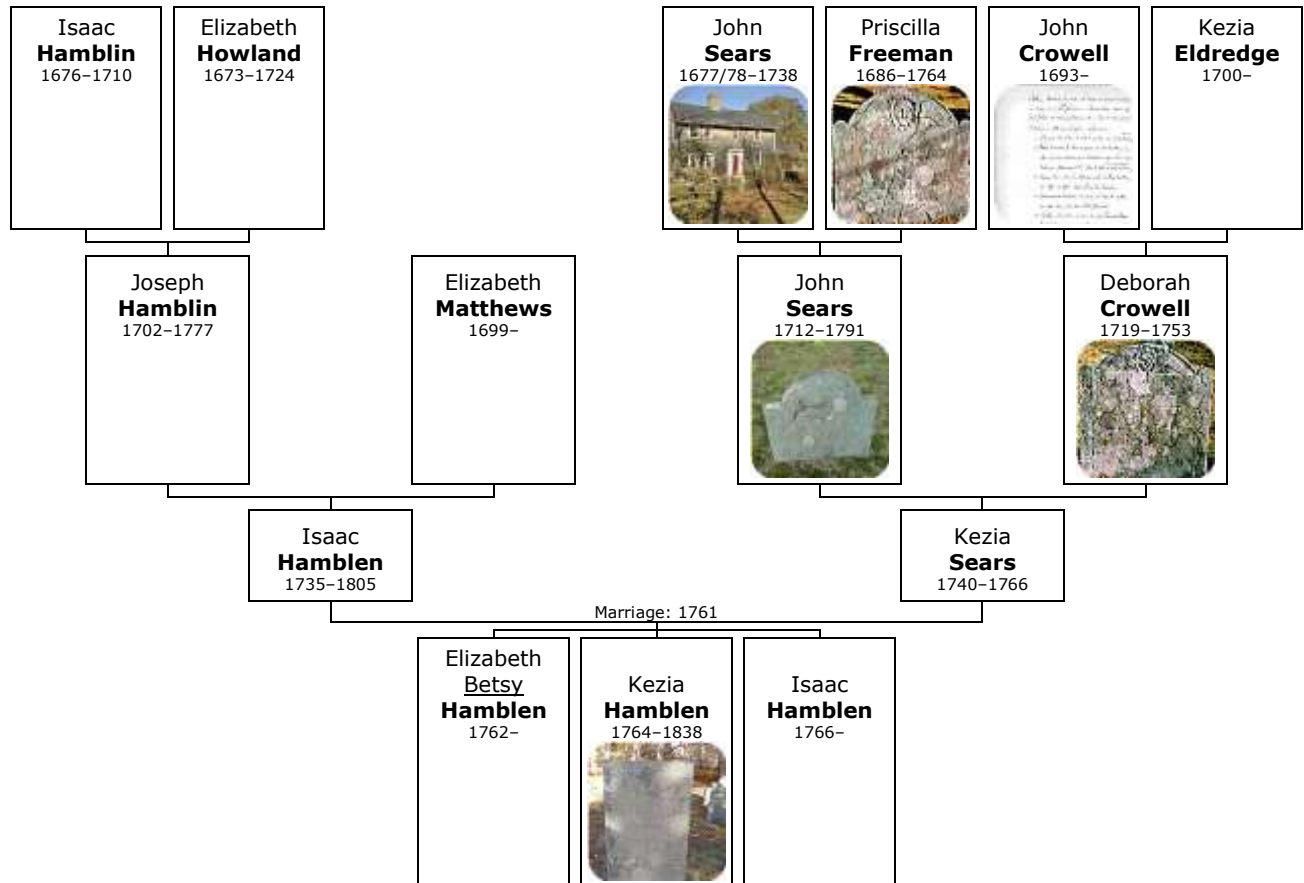 Isaac
Hamblin
1676–1710
Elizabeth
Howland
1673–1724
John
Sears
1677/78–1738
Priscilla
Freeman
1686–1764
John
Crowell
1693–
Kezia
Eldredge
1700–
Joseph
Hamblin
1702–1777
Elizabeth
Matthews
1699–
John
Sears
1712–1791
Deborah
Crowell
1719–1753
Isaac
Hamblen
1735–1805
Kezia
Sears
1740–1766
Marriage: 1761
Elizabeth
Betsy
Hamblen
1762–
Kezia
Hamblen
1764–1838
Isaac
Hamblen
1766–